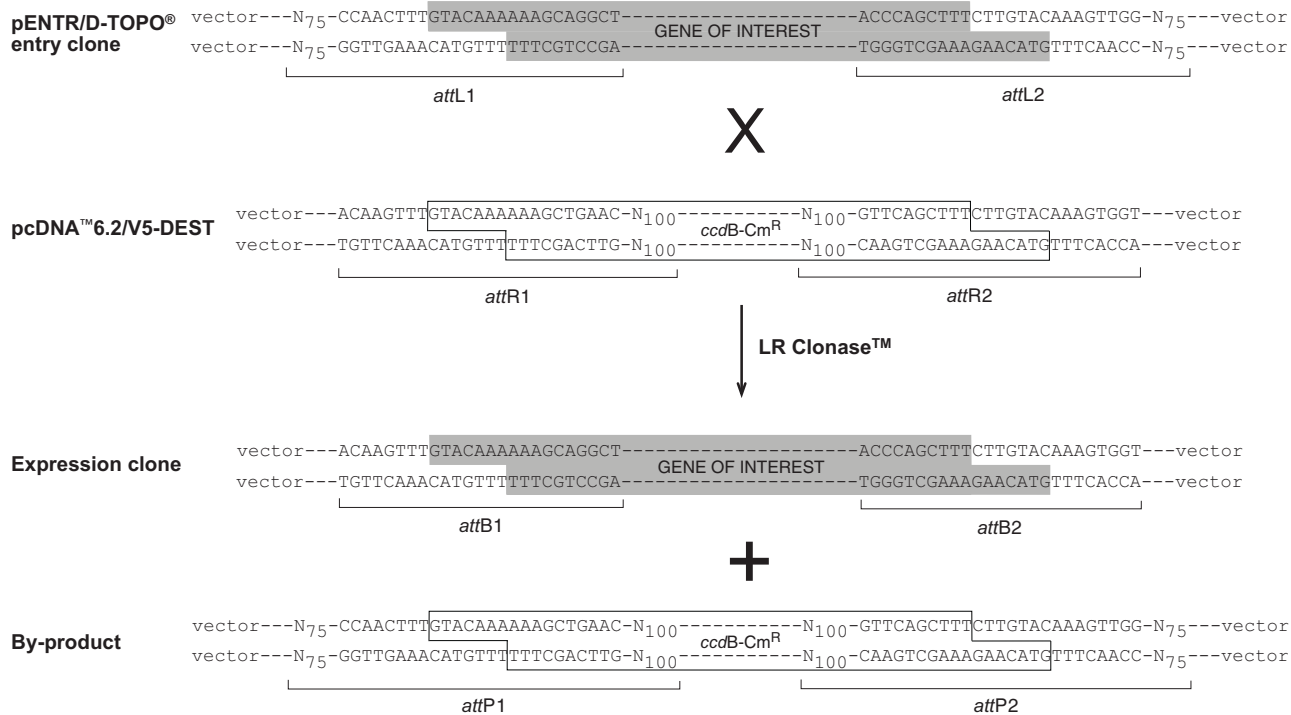 pENTR/D-TOPO® entry clone
vector---N75-CCAACTTTGTACAAAAAAGCAGGCT------------------------ACCCAGCTTTCTTGTACAAAGTTGG-N75---vector
GENE OF INTEREST
vector---N75-GGTTGAAACATGTTTTTTCGTCCGA------------------------TGGGTCGAAAGAACATGTTTCAACC-N75---vector
attL1
attL2
X
pcDNA™6.2/V5-DEST
vector---ACAAGTTTGTACAAAAAAGCTGAAC-N100------------N100-GTTCAGCTTTCTTGTACAAAGTGGT---vector
ccdB-CmR
vector---TGTTCAAACATGTTTTTTCGACTTG-N100------------N100-CAAGTCGAAAGAACATGTTTCACCA---vector
attR1
attR2
LR Clonase™
Expression clone
vector---ACAAGTTTGTACAAAAAAGCAGGCT------------------------ACCCAGCTTTCTTGTACAAAGTGGT---vector
GENE OF INTEREST
vector---TGTTCAAACATGTTTTTTCGTCCGA------------------------TGGGTCGAAAGAACATGTTTCACCA---vector
attB1
attB2
+
By-product
vector---N75-CCAACTTTGTACAAAAAAGCTGAAC-N100------------N100-GTTCAGCTTTCTTGTACAAAGTTGG-N75---vector
ccdB-CmR
vector---N75-GGTTGAAACATGTTTTTTCGACTTG-N100------------N100-CAAGTCGAAAGAACATGTTTCAACC-N75---vector
attP1
attP2